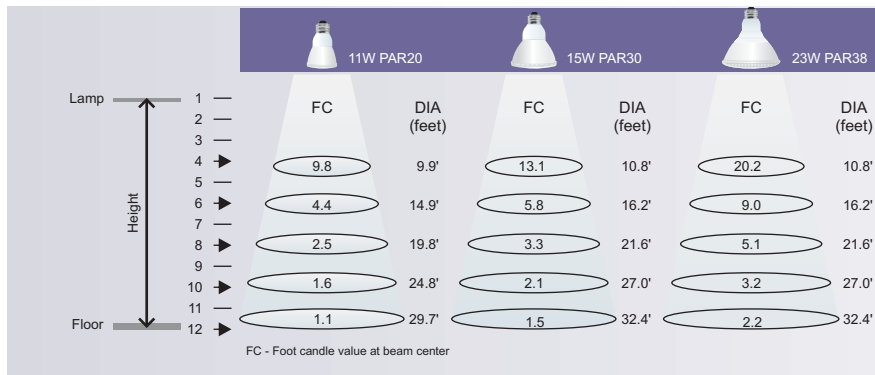 11W PAR20 15W PAR30 23W PAR38
Lamp
Height
Floor
1
2
3
4
5
6
7
8
9
10
11
12
FC DIA FC DIA FC DIA
(feet) (feet) (feet)
9.8 9.9' 13.1 10.8' 20.2 10.8'
4.4 14.9' 5.8 16.2' 9.0 16.2'
2.5 19.8' 3.3 21.6' 5.1 21.6'
1.6 24.8' 2.1 27.0' 3.2 27.0'
1.1 29.7' 1.5 32.4' 2.2 32.4'
FC - Foot candle value at beam center